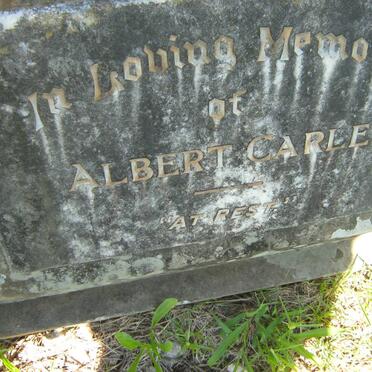 In Loving Memo
of
ALBERT CARLE
"AT REST"